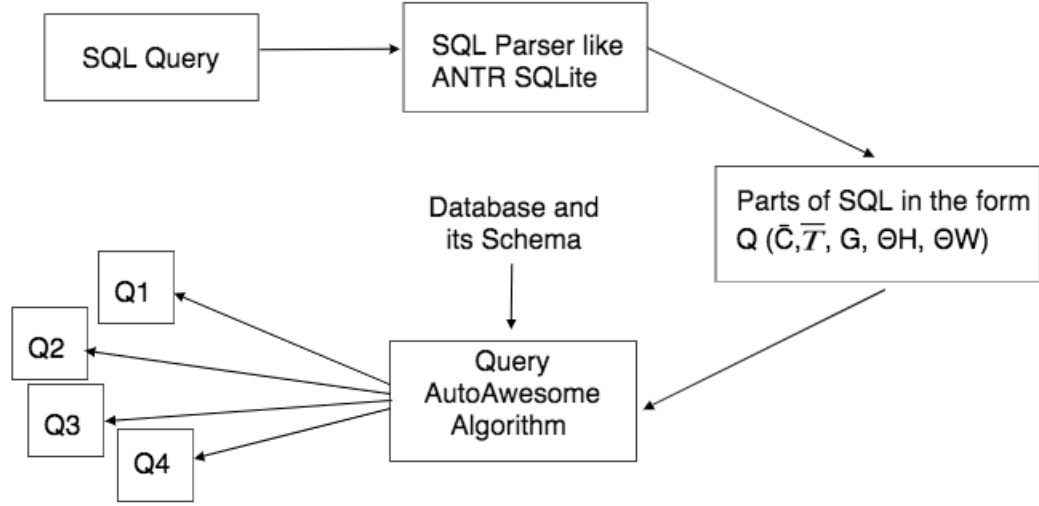 SQL Query
SQL Parser like
ANTR SQLite
Parts of SQL in the form
Q (C̄,T̅, G, ΘH, ΘW)
Database and
its Schema
Query
AutoAwesome
Algorithm
Q1
Q2
Q3
Q4